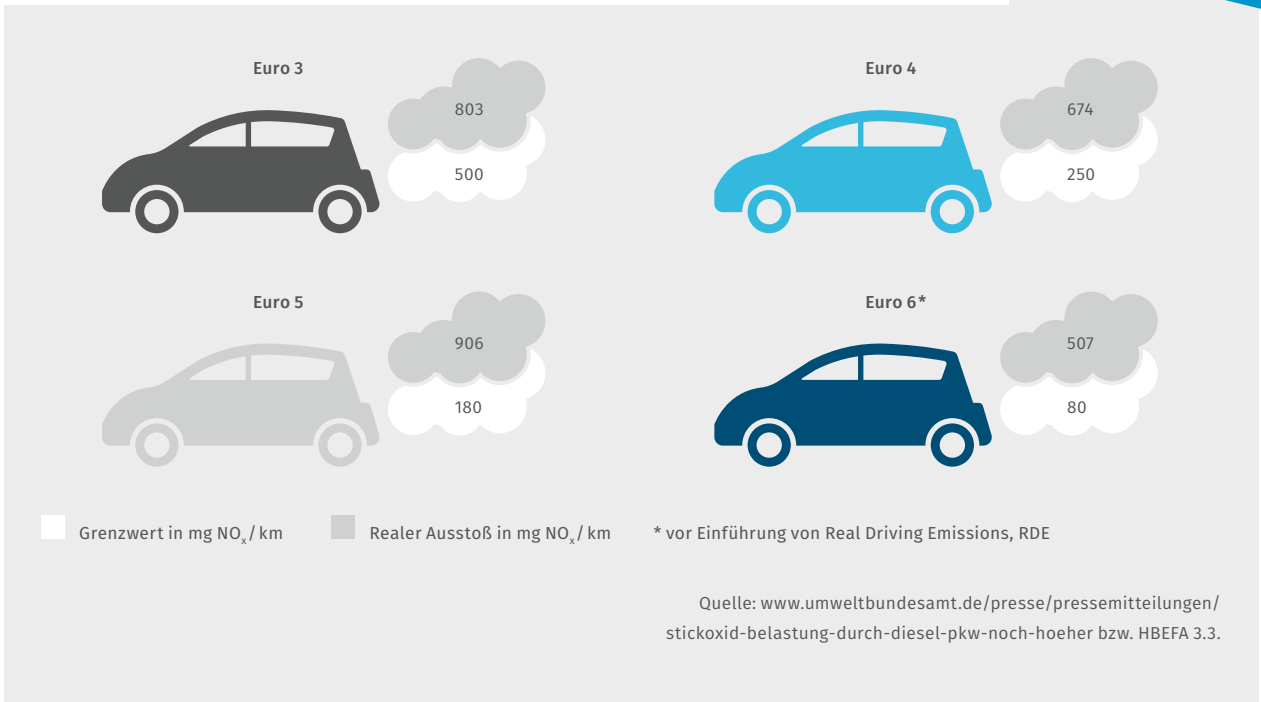 Euro 3
803
500
Euro 4
674
250
Euro 5
906
180
Euro 6*
507
80
Grenzwert in mg NOₓ/ km
Realer Ausstoß in mg NOₓ/ km
* vor Einführung von Real Driving Emissions, RDE
Quelle: www.umweltbundesamt.de/presse/pressemitteilungen/
stickoxid-belastung-durch-diesel-pkw-noch-hoeher bzw. HBEFA 3.3.